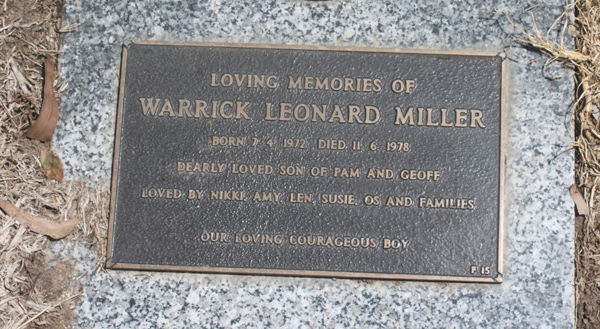 LOVING MEMORIES OF
WARRICK LEONARD MILLER
BORN 7. 4. 1972 DIED 11. 6. 1978
DEARLY LOVED SON OF PAM AND GEOFF
LOVED BY NIKKI, AMY, LEN, SUSIE, OS AND FAMILIES
OUR LOVING COURAGEOUS BOY
P 15